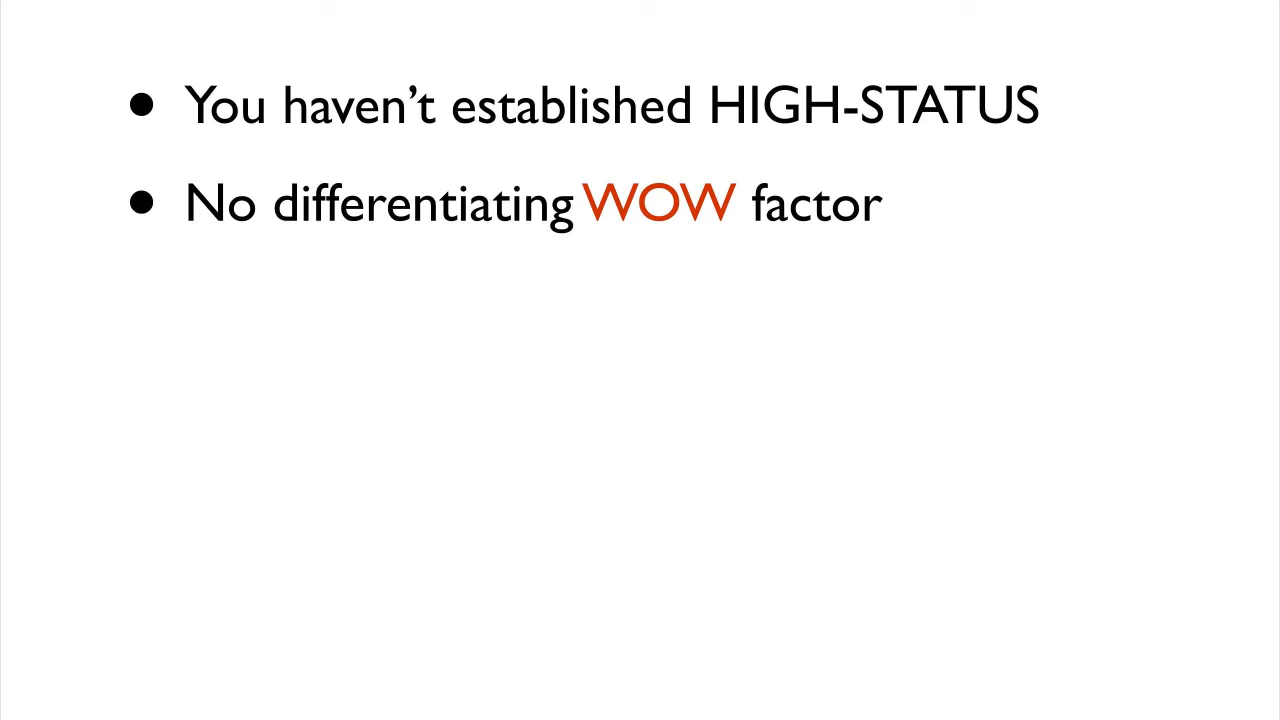 • You haven’t established HIGH-STATUS
• No differentiating WOW factor